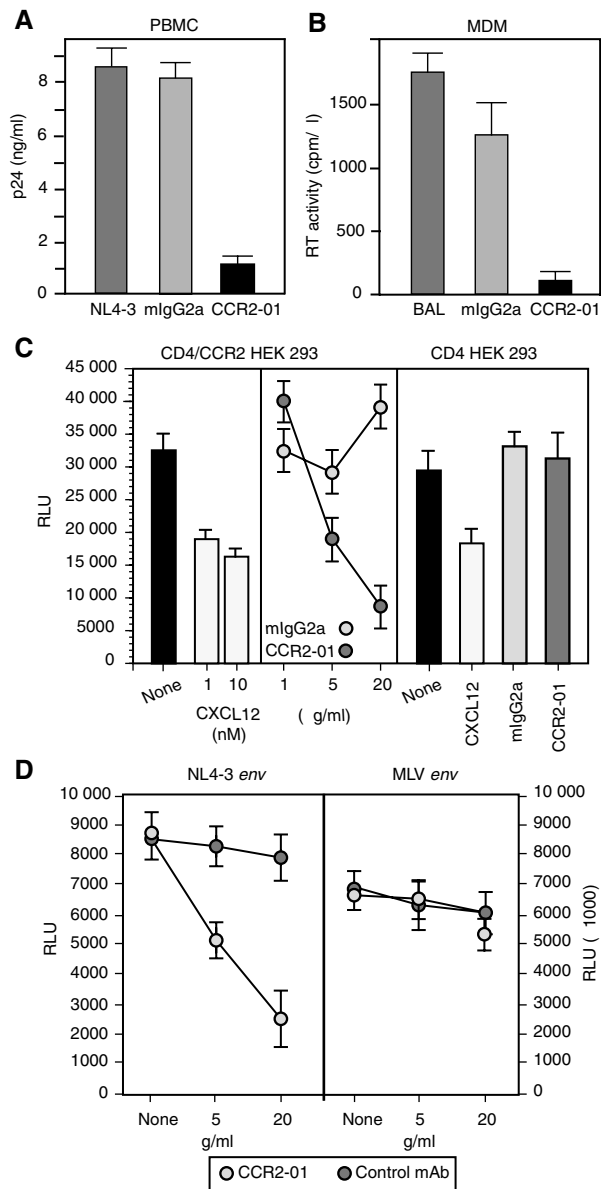 A
PBMC
p24 (ng/ml)
8
6
4
2
1
0
NL4-3 mIgG2a CCR2-01
B
MDM
RT activity (cpm/ l)
1500
1000
500
0
BAL mIgG2a CCR2-01
C
CD4/CCR2 HEK 293
CD4 HEK 293
RLU
45 000
40 000
35 000
30 000
25 000
20 000
15 000
10 000
5000
0
mIgG2a
CCR2-01
None
1 10
CXCL12
(nM)
1 5 20
( g/ml)
None
CXCL12
mIgG2a
CCR2-01
D
NL4-3 env
MLV env
RLU
10 000
9000
8000
7000
6000
5000
4000
3000
2000
1000
0
10 000
9000
8000
7000
6000
5000
4000
3000
2000
1000
0
RLU ( 1000)
None 5 20
g/ml
None 5 20
g/ml
CCR2-01 Control mAb